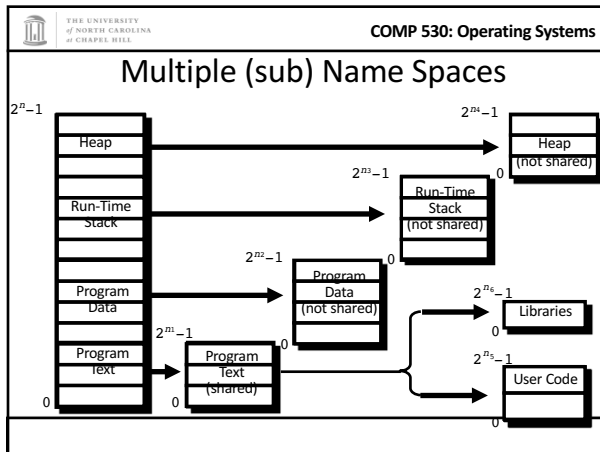 THE UNIVERSITY
of NORTH CAROLINA
at CHAPEL HILL
COMP 530: Operating Systems
Multiple (sub) Name Spaces
2ⁿ-1
Heap
Run-Time
Stack
Program
Data
Program
Text
0
2ⁿ¹-1
Program
Text
(shared)
0
2ⁿ²-1
Program
Data
(not shared)
0
2ⁿ³-1
Run-Time
Stack
(not shared)
0
2ⁿ⁴-1
Heap
(not shared)
0
2ⁿ⁶-1
Libraries
0
2ⁿ⁵-1
User Code
0